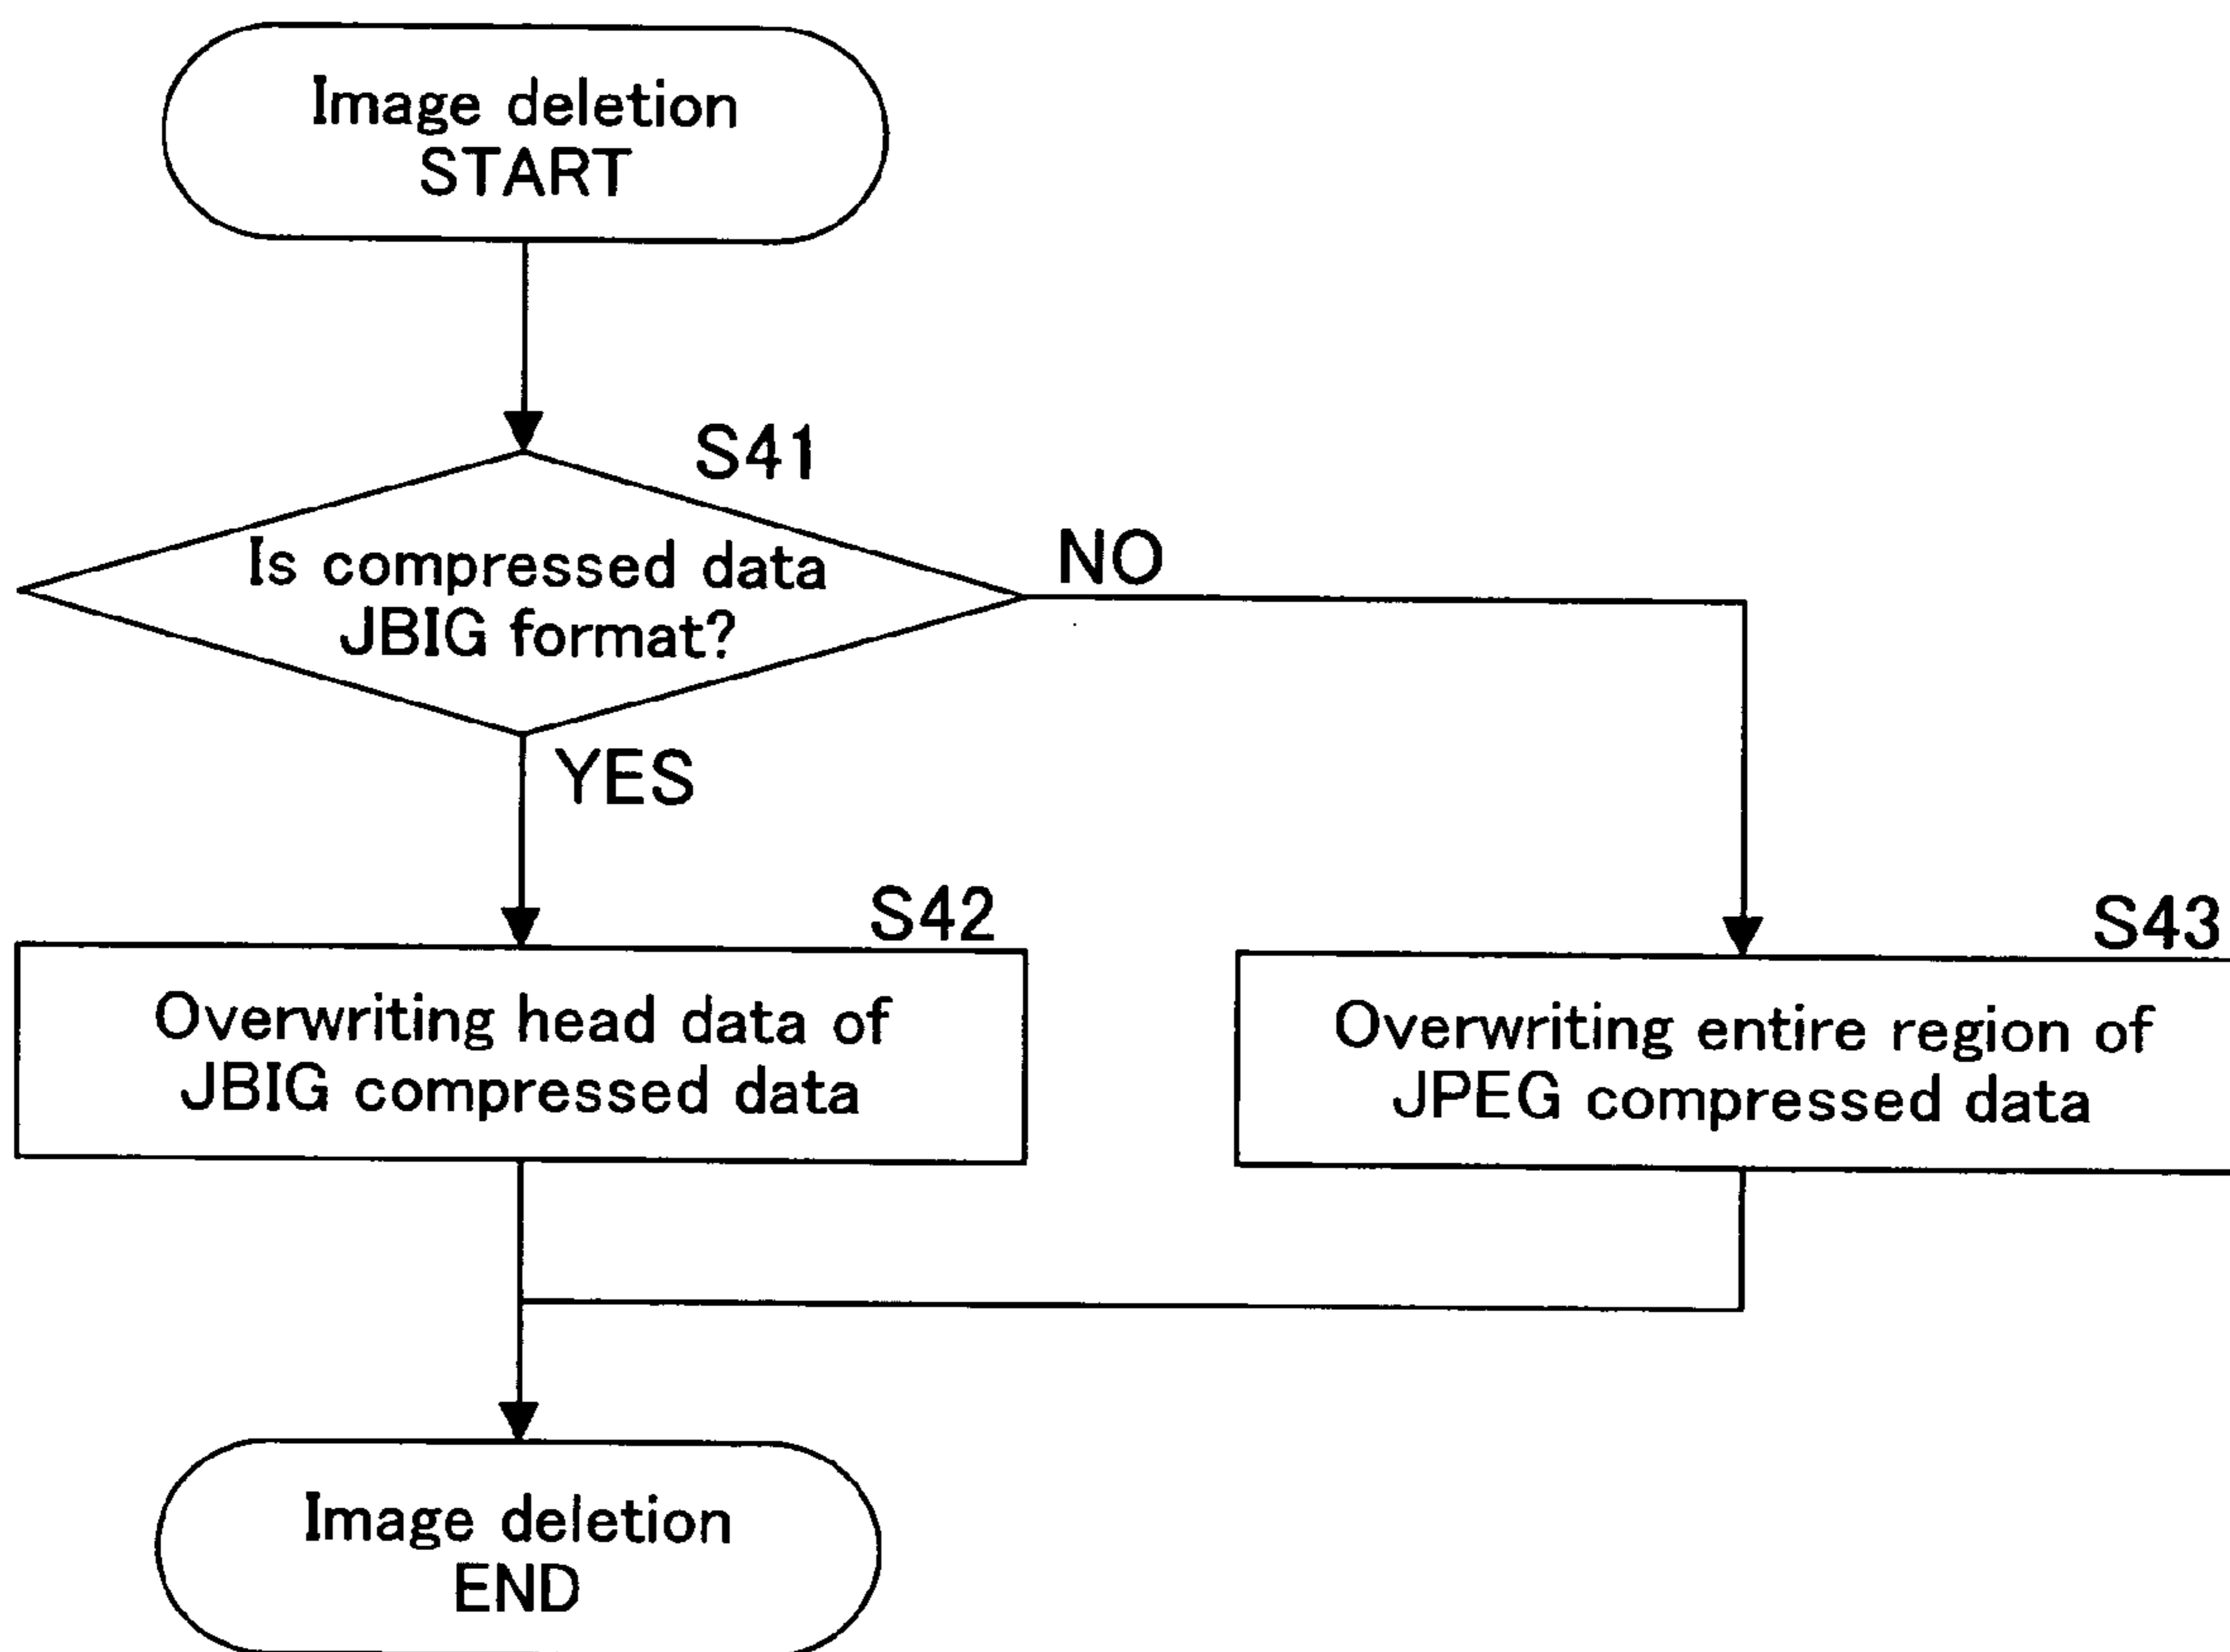 Image deletion
START
S41
Is compressed data
JBIG format?
NO
YES
S42
Overwriting head data of
JBIG compressed data
S43
Overwriting entire region of
JPEG compressed data
Image deletion
END